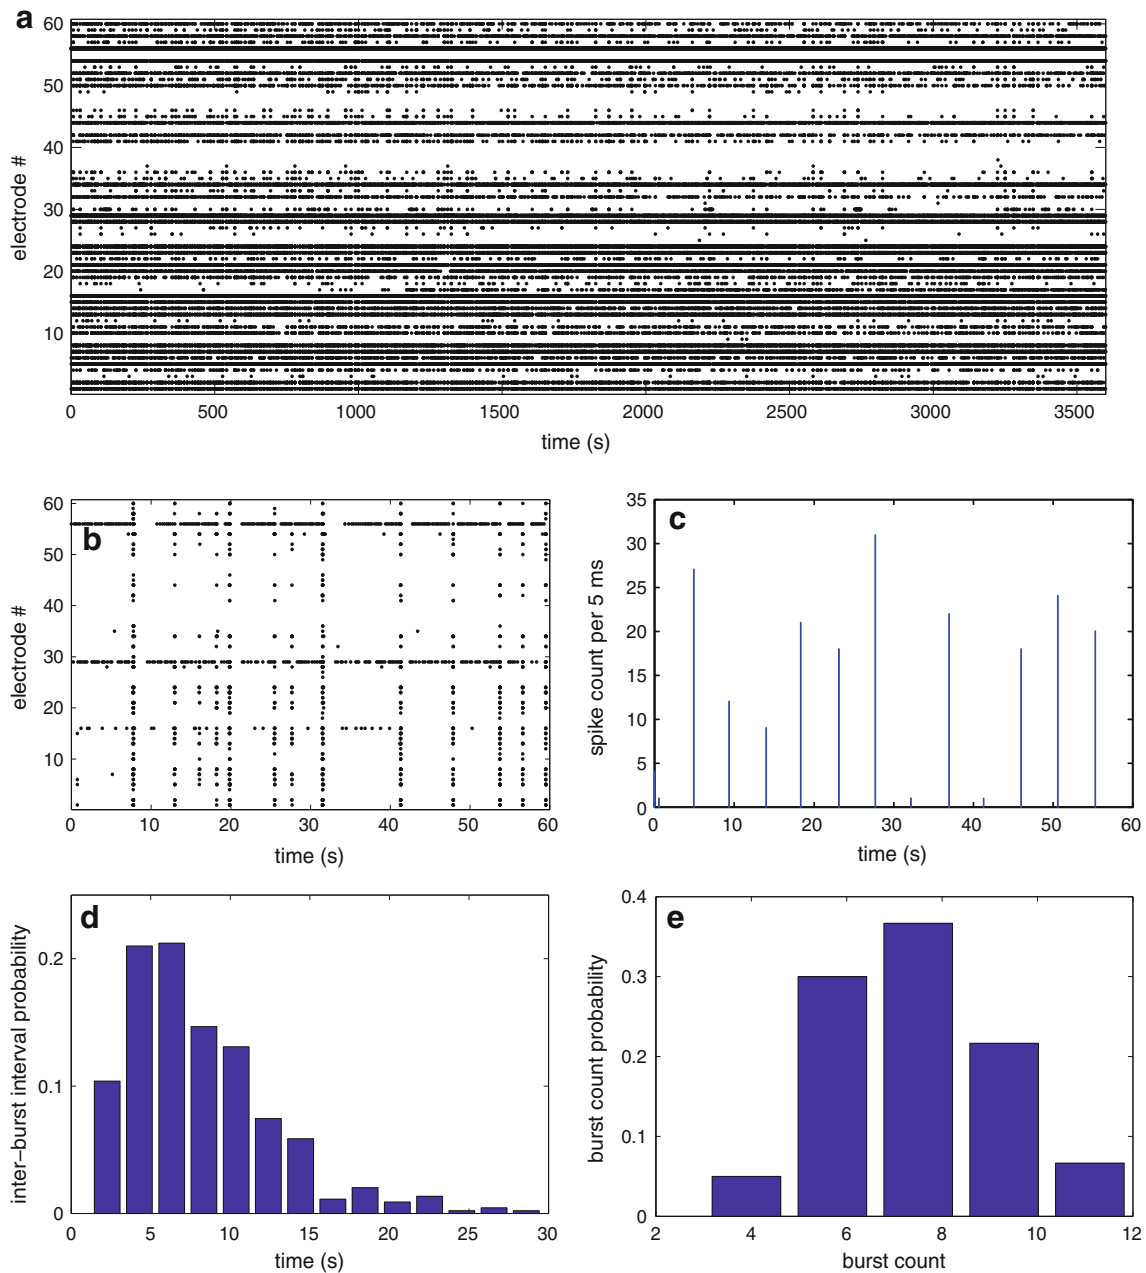 a
60
50
40
30
20
10
electrode #
0 500 1000 1500 2000 2500 3000 3500
time (s)
b
60
50
40
30
20
10
electrode #
0 10 20 30 40 50 60
time (s)
c
35
30
25
20
15
10
5
0
spike count per 5 ms
0 10 20 30 40 50 60
time (s)
d
0.2
0.1
0
inter−burst interval probability
5 10 15 20 25 30
time (s)
e
0.4
0.3
0.2
0.1
0
burst count probability
2 4 6 8 10 12
burst count